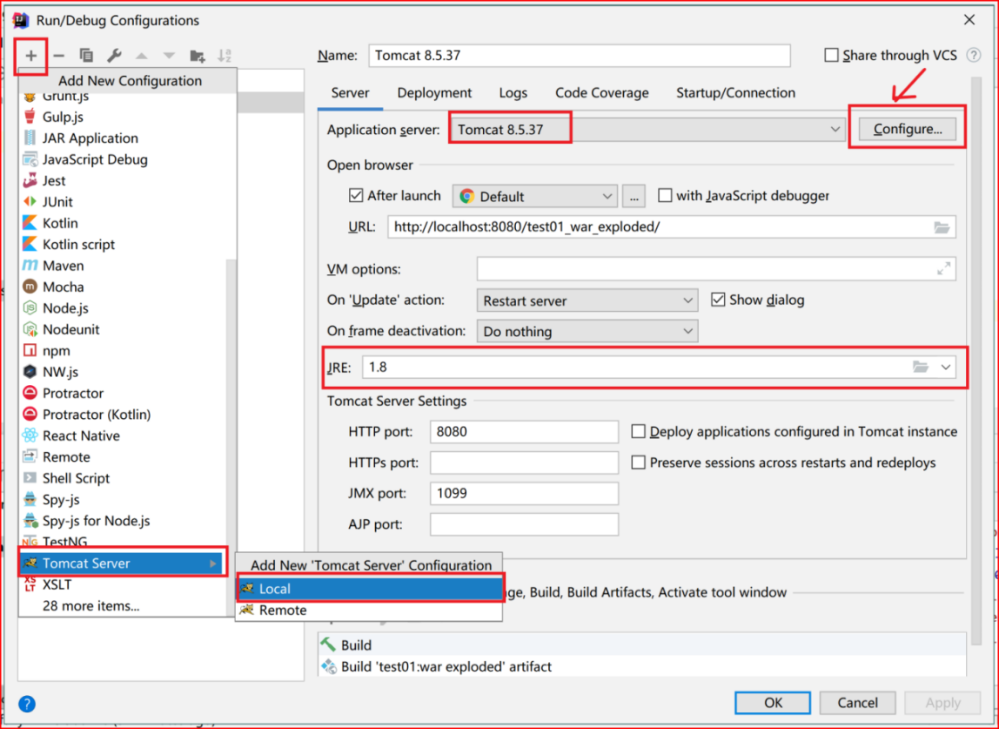 Run/Debug Configurations
Name: Tomcat 8.5.37
Share through VCS
Add New Configuration
Grunt.js
Gulp.js
JAR Application
JavaScript Debug
Jest
JUnit
Kotlin
Kotlin script
Maven
Mocha
Node.js
Nodeunit
npm
NW.js
Protractor
Protractor (Kotlin)
React Native
Remote
Shell Script
Spy-js
Spy-js for Node.js
TestNG
Tomcat Server
XSLT
28 more items...
Add New 'Tomcat Server' Configuration
Local
Remote
Server Deployment Logs Code Coverage Startup/Connection
Application server: Tomcat 8.5.37 Configure...
Open browser
After launch Default ... with JavaScript debugger
URL: http://localhost:8080/test01_war_exploded/
VM options:
On 'Update' action: Restart server Show dialog
On frame deactivation: Do nothing
JRE: 1.8
Tomcat Server Settings
HTTP port: 8080 Deploy applications configured in Tomcat instance
HTTPs port: Preserve sessions across restarts and redeploys
JMX port: 1099
AJP port:
Build, Build Artifacts, Activate tool window
Build
Build 'test01:war exploded' artifact
? OK Cancel Apply